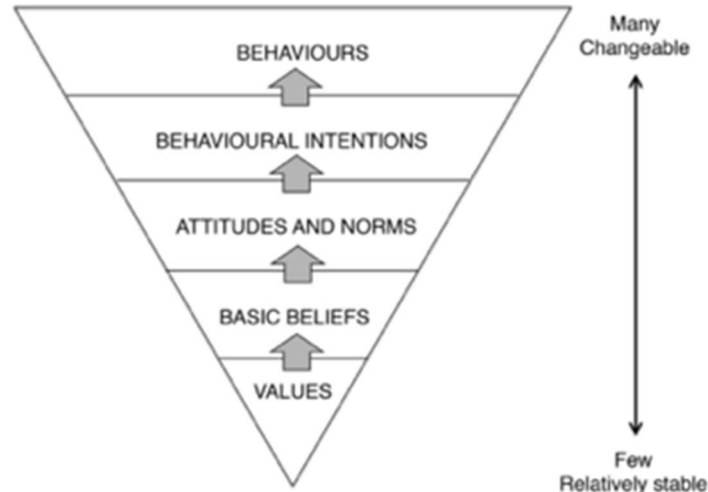 BEHAVIOURS
BEHAVIOURAL INTENTIONS
ATTITUDES AND NORMS
BASIC BELIEFS
VALUES
Many
Changeable
Few
Relatively stable